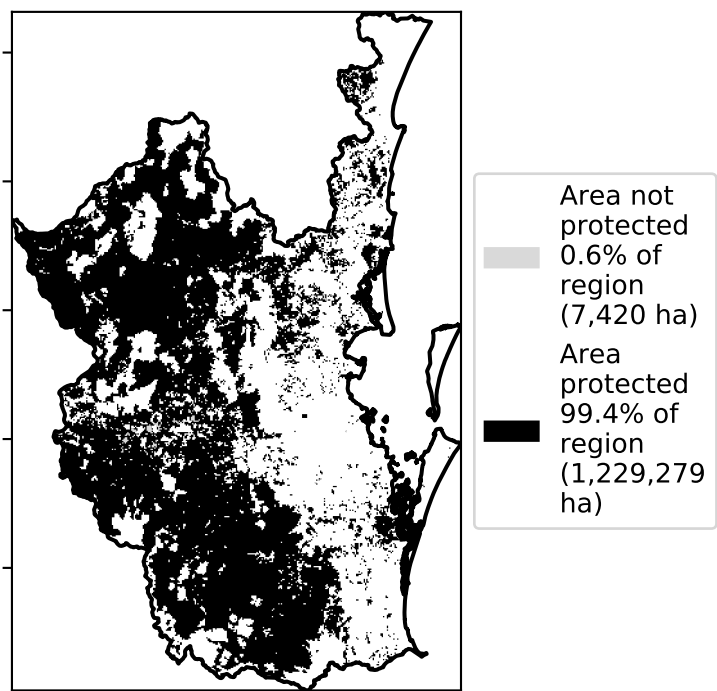 Area not
protected
0.6% of
region
(7,420 ha)
Area
protected
99.4% of
region
(1,229,279
ha)